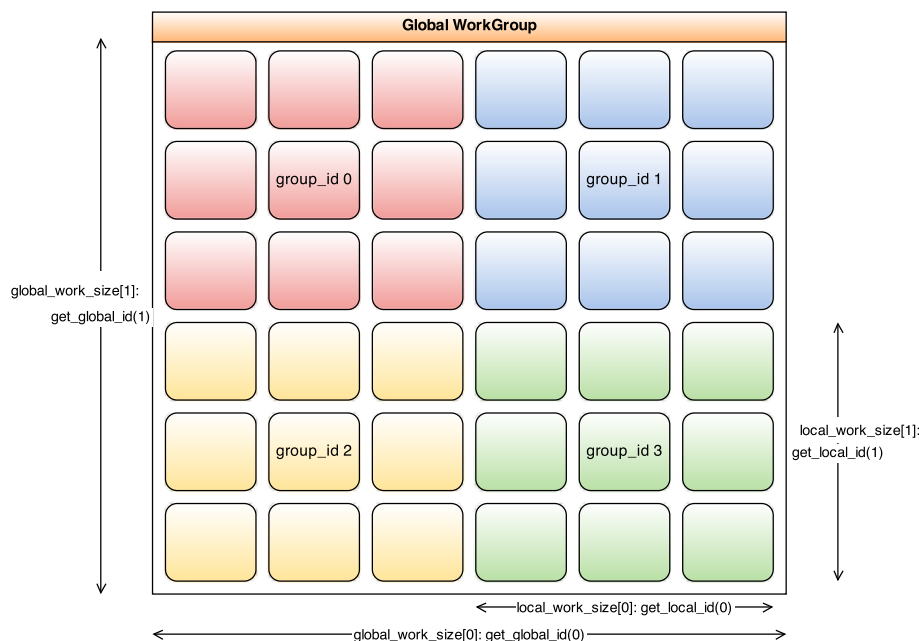 Global WorkGroup
group_id 0
group_id 1
global_work_size[1]:
get_global_id(1)
group_id 2
group_id 3
local_work_size[1]:
get_local_id(1)
local_work_size[0]: get_local_id(0)
global_work_size[0]: get_global_id(0)